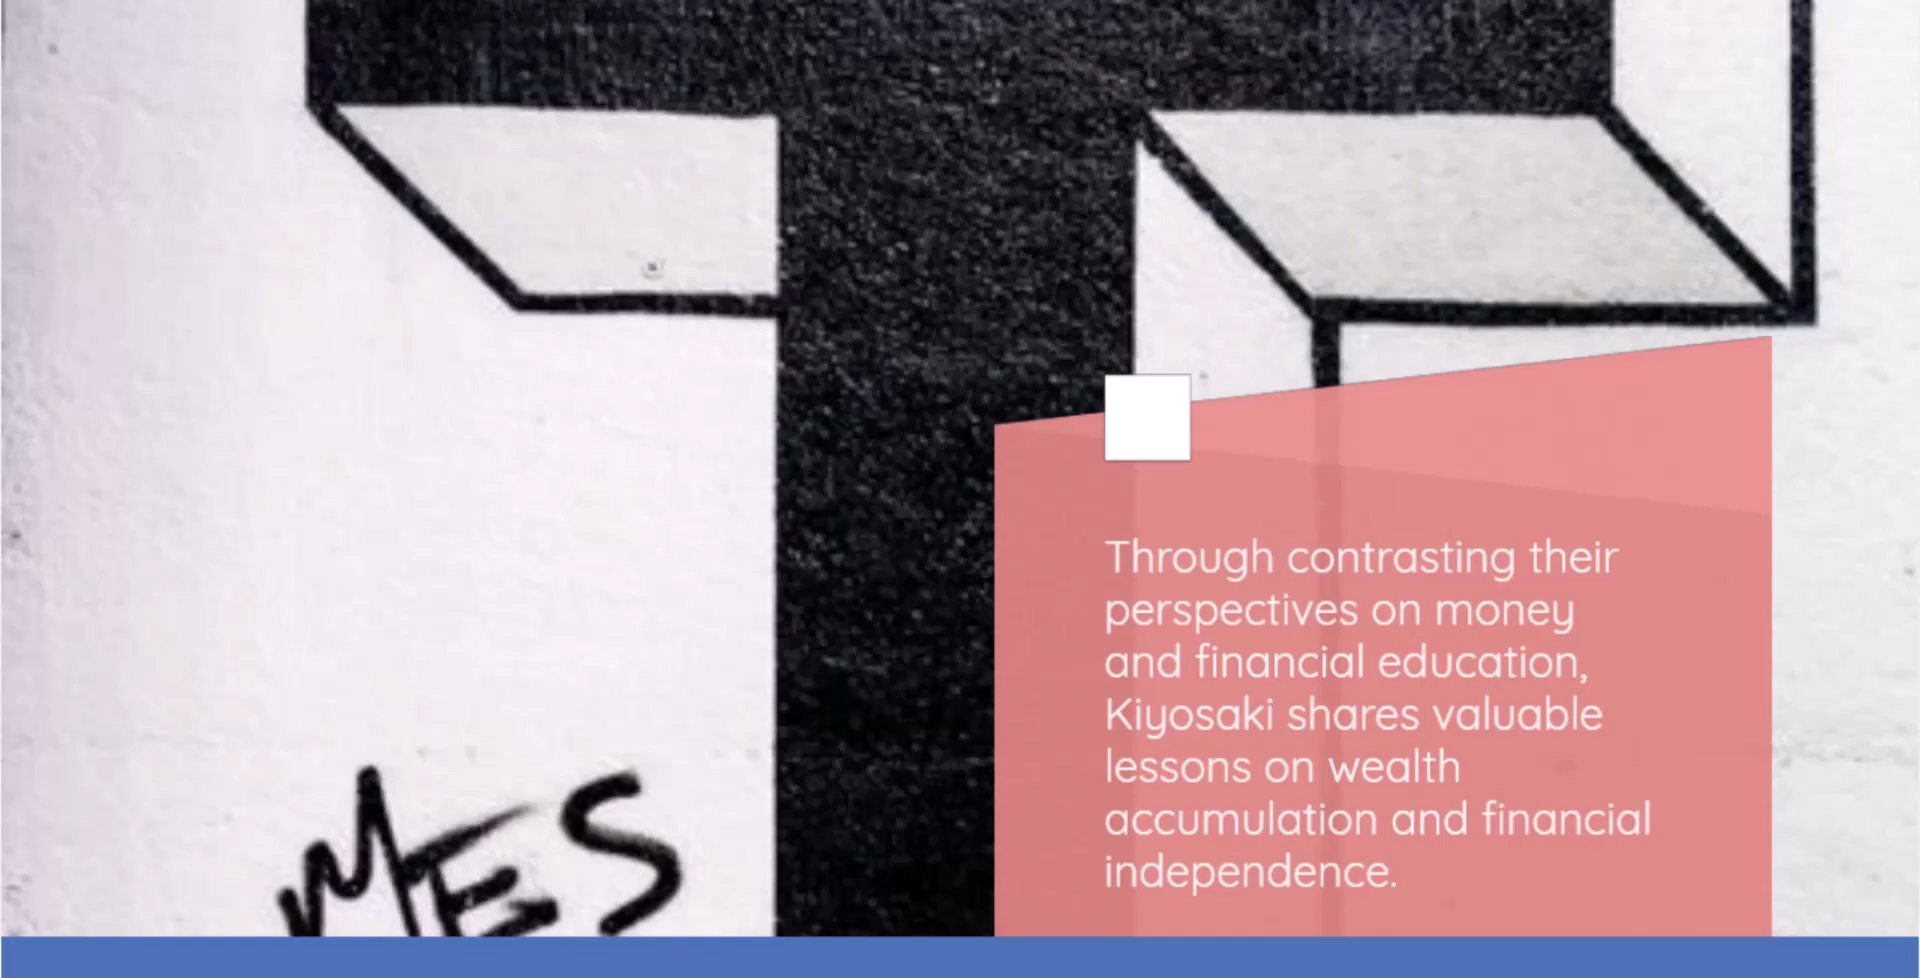 Through contrasting their
perspectives on money
and financial education,
Kiyosaki shares valuable
lessons on wealth
accumulation and financial
independence.
MES